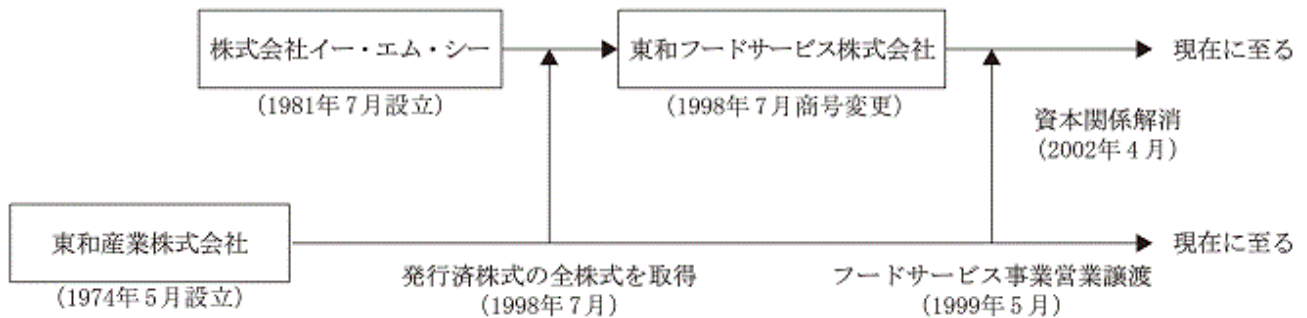 株式会社イー・エム・シー
(1981年7月設立)
東和フードサービス株式会社
(1998年7月商号変更)
現在に至る
資本関係解消
(2002年4月)
東和産業株式会社
(1974年5月設立)
発行済株式の全株式を取得
(1998年7月)
フードサービス事業営業譲渡
(1999年5月)
現在に至る